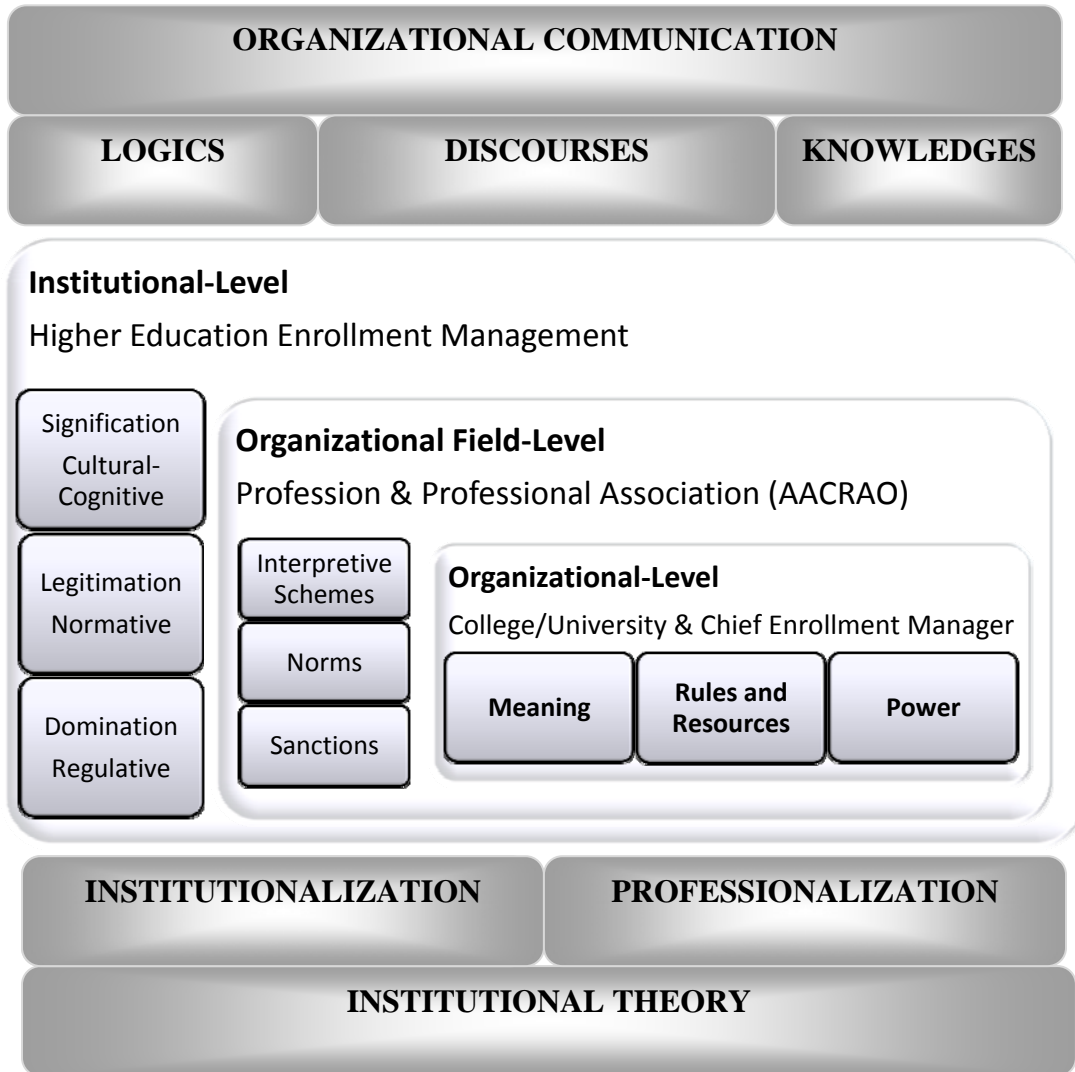 ORGANIZATIONAL COMMUNICATION
LOGICS
DISCOURSES
KNOWLEDGES
Institutional-Level
Higher Education Enrollment Management
Signification
Cultural-
Cognitive
Legitimation
Normative
Domination
Regulative
Organizational Field-Level
Profession & Professional Association (AACRAO)
Interpretive
Schemes
Norms
Sanctions
Organizational-Level
College/University & Chief Enrollment Manager
Meaning
Rules and
Resources
Power
INSTITUTIONALIZATION
PROFESSIONALIZATION
INSTITUTIONAL THEORY